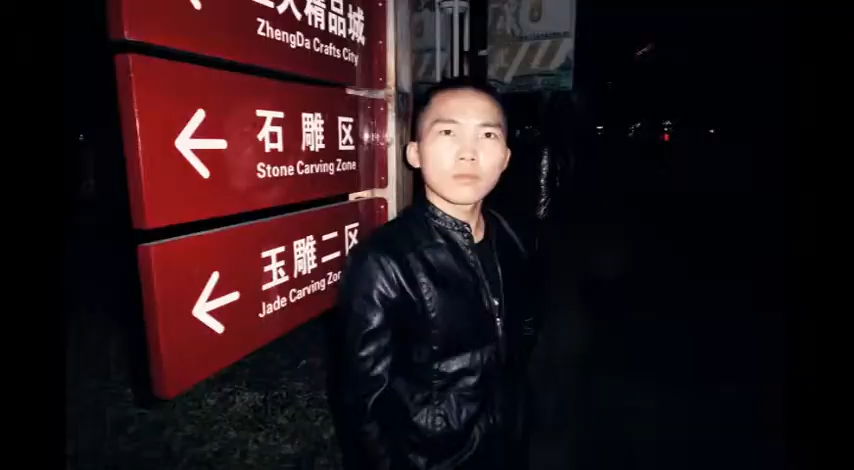 精品城
ZhengDa Crafts City
石雕区
Stone Carving Zone
玉雕二区
Jade Carving Zon